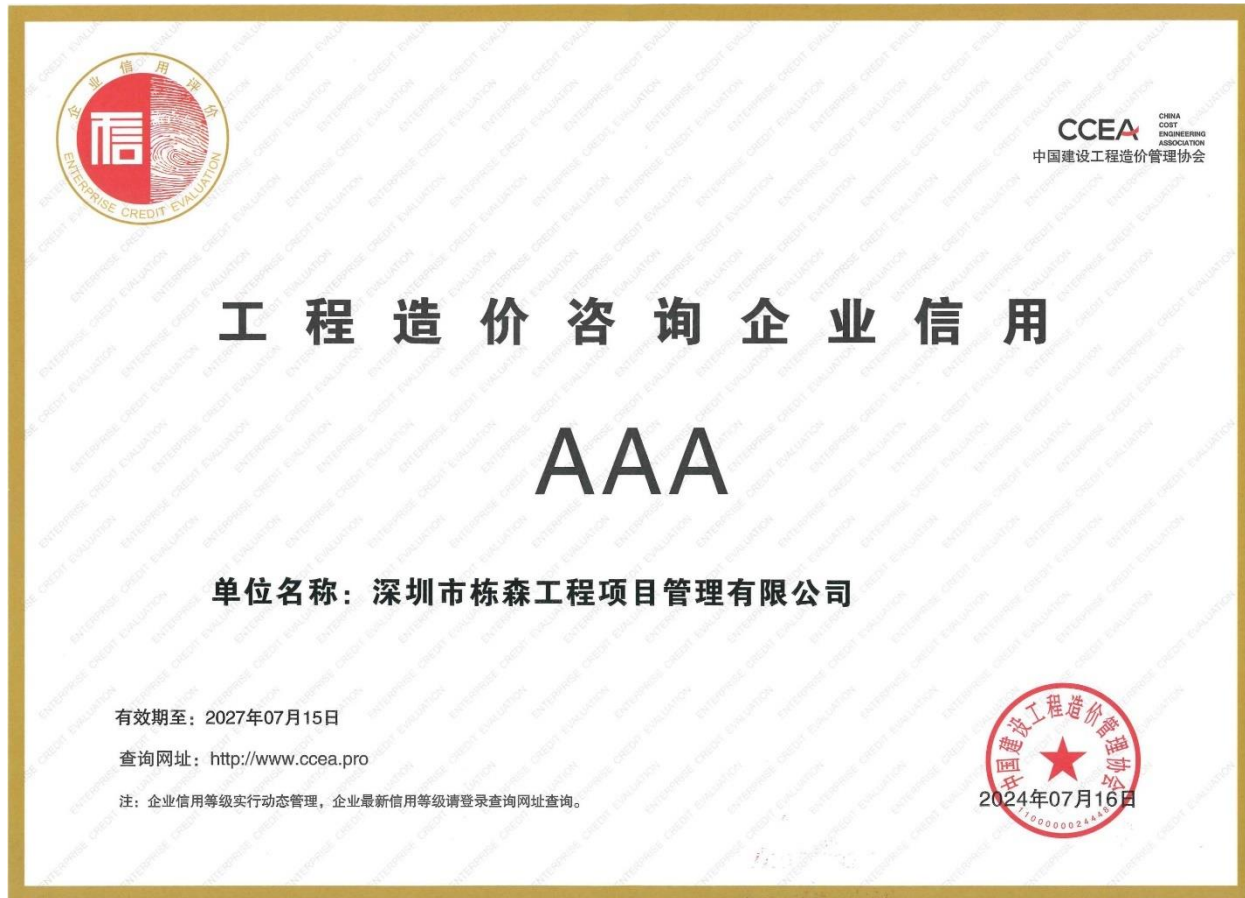 企业信用评价
信
ENTERPRISE CREDIT EVALUATION
CCEA
CHINA
COST
ENGINEERING
ASSOCIATION
中国建设工程造价管理协会
工程造价咨询企业信用
AAA
单位名称：深圳市栋森工程项目管理有限公司
有效期至：2027年07月15日
查询网址：http://www.ccea.pro
注：企业信用等级实行动态管理，企业最新信用等级请登录查询网址查询。
中国建设工程造价管理协会
2024年07月16日